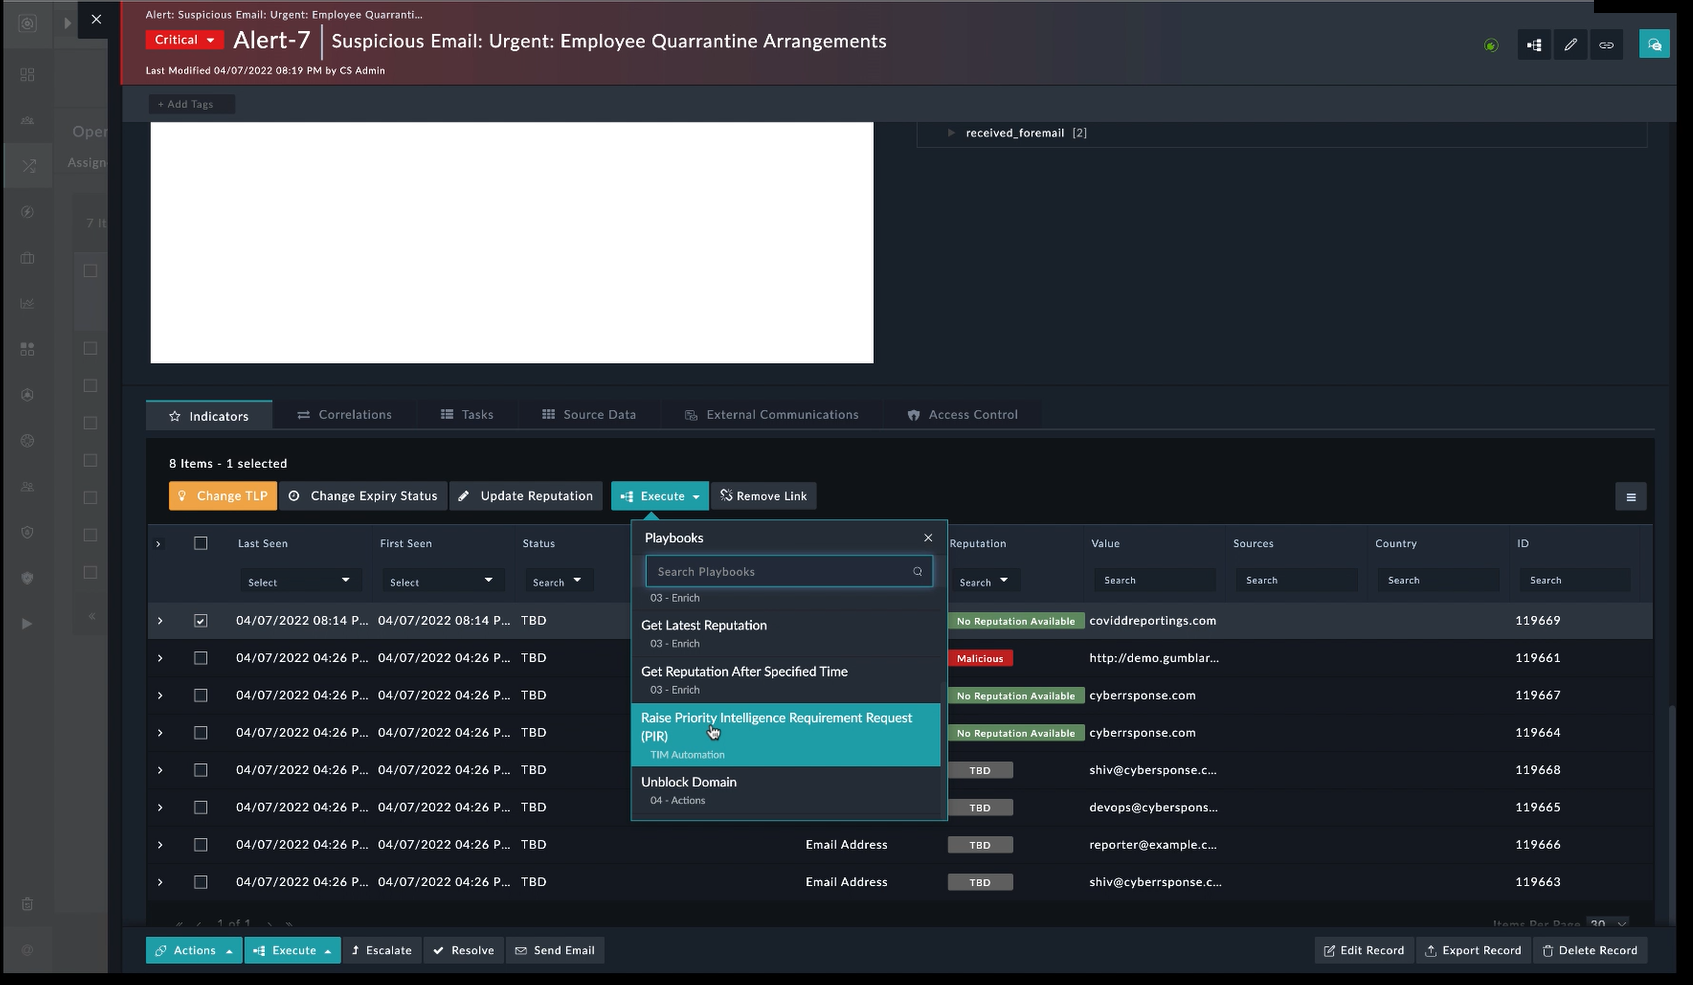 Alert: Suspicious Email: Urgent: Employee Quarranti...
Critical
Alert-7
Suspicious Email: Urgent: Employee Quarrantine Arrangements
Last Modified 04/07/2022 08:19 PM by CS Admin
+ Add Tags
Oper
Assign
7 It
received_foremail [2]
Indicators
Correlations
Tasks
Source Data
External Communications
Access Control
8 Items - 1 selected
Change TLP
Change Expiry Status
Update Reputation
Execute
Remove Link
Last Seen
First Seen
Status
Reputation
Value
Sources
Country
ID
Select
Select
Search
Search
Search
Search
Search
Search
Playbooks
Search Playbooks
03 - Enrich
Get Latest Reputation
03 - Enrich
Get Reputation After Specified Time
03 - Enrich
Raise Priority Intelligence Requirement Request
(PIR)
TIM Automation
Unblock Domain
04 - Actions
04/07/2022 08:14 P... 04/07/2022 08:14 P... TBD No Reputation Available coviddreportings.com 119669
04/07/2022 04:26 P... 04/07/2022 04:26 P... TBD Malicious http://demo.gumblar... 119661
04/07/2022 04:26 P... 04/07/2022 04:26 P... TBD No Reputation Available cyberrsponse.com 119667
04/07/2022 04:26 P... 04/07/2022 04:26 P... TBD No Reputation Available cyberrsponse.com 119664
04/07/2022 04:26 P... 04/07/2022 04:26 P... TBD TBD shiv@cybersponse.c... 119668
04/07/2022 04:26 P... 04/07/2022 04:26 P... TBD TBD devops@cyberspons... 119665
04/07/2022 04:26 P... 04/07/2022 04:26 P... TBD Email Address TBD reporter@example.c... 119666
04/07/2022 04:26 P... 04/07/2022 04:26 P... TBD Email Address TBD shiv@cyberrsponse.c... 119663
1 of 1
Items Per Page 30
Actions
Execute
Escalate
Resolve
Send Email
Edit Record
Export Record
Delete Record